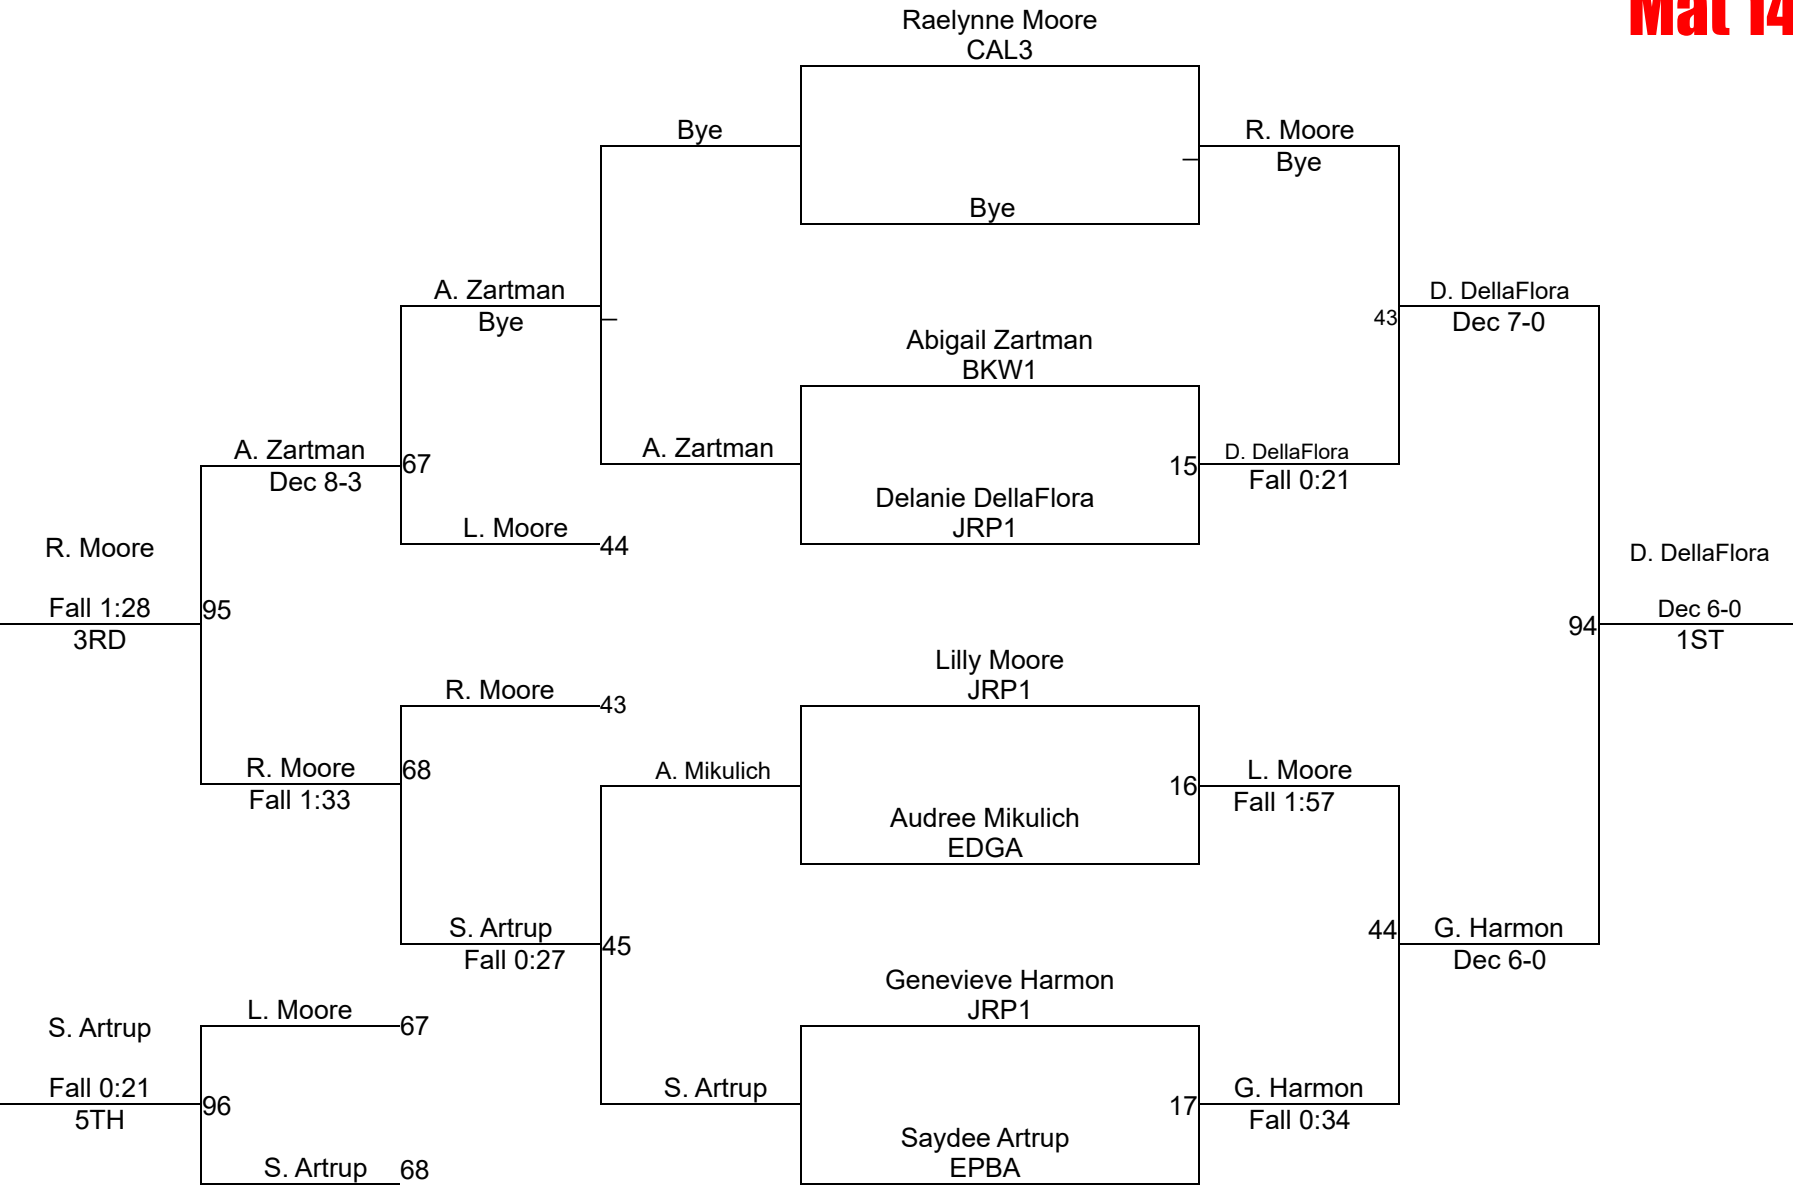 Mat 14
Raelynne Moore
CAL3
Bye
R. Moore
Bye
Bye
A. Zartman
Bye
D. DellaFlora
43
Dec 7-0
Abigail Zartman
BKW1
A. Zartman
Dec 8-3
67
A. Zartman
15
D. DellaFlora
Fall 0:21
Delanie DellaFlora
JRP1
L. Moore
44
R. Moore
Fall 1:28
3RD
95
D. DellaFlora
Dec 6-0
1ST
94
Lilly Moore
JRP1
R. Moore
43
R. Moore
Fall 1:33
68
A. Mikulich
16
L. Moore
Fall 1:57
Audree Mikulich
EDGA
S. Artrup
Fall 0:27
45
44
G. Harmon
Dec 6-0
Genevieve Harmon
JRP1
L. Moore
67
S. Artrup
Fall 0:21
5TH
96
S. Artrup
17
G. Harmon
Fall 0:34
Saydee Artrup
EPBA
S. Artrup
68